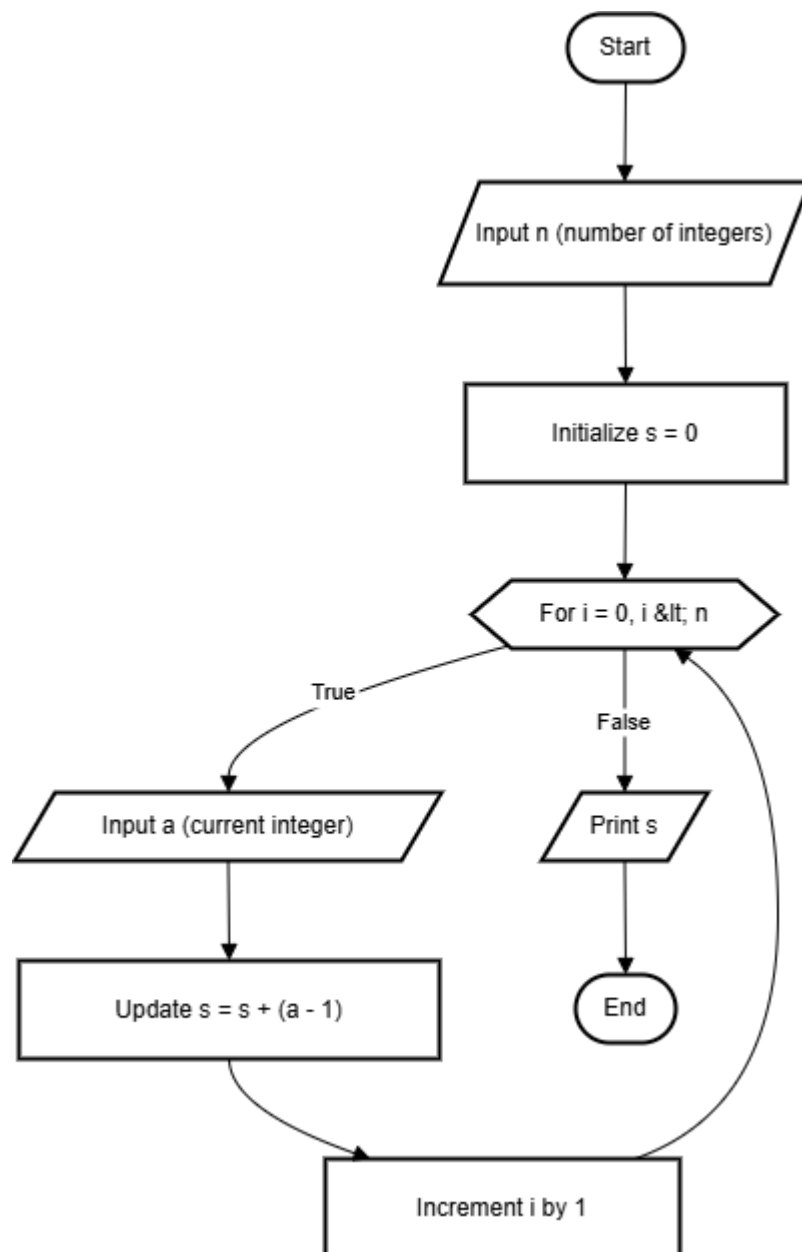 Start
Input n (number of integers)
Initialize s = 0
For i = 0, i &lt; n
True
False
Input a (current integer)
Print s
Update s = s + (a - 1)
End
Increment i by 1